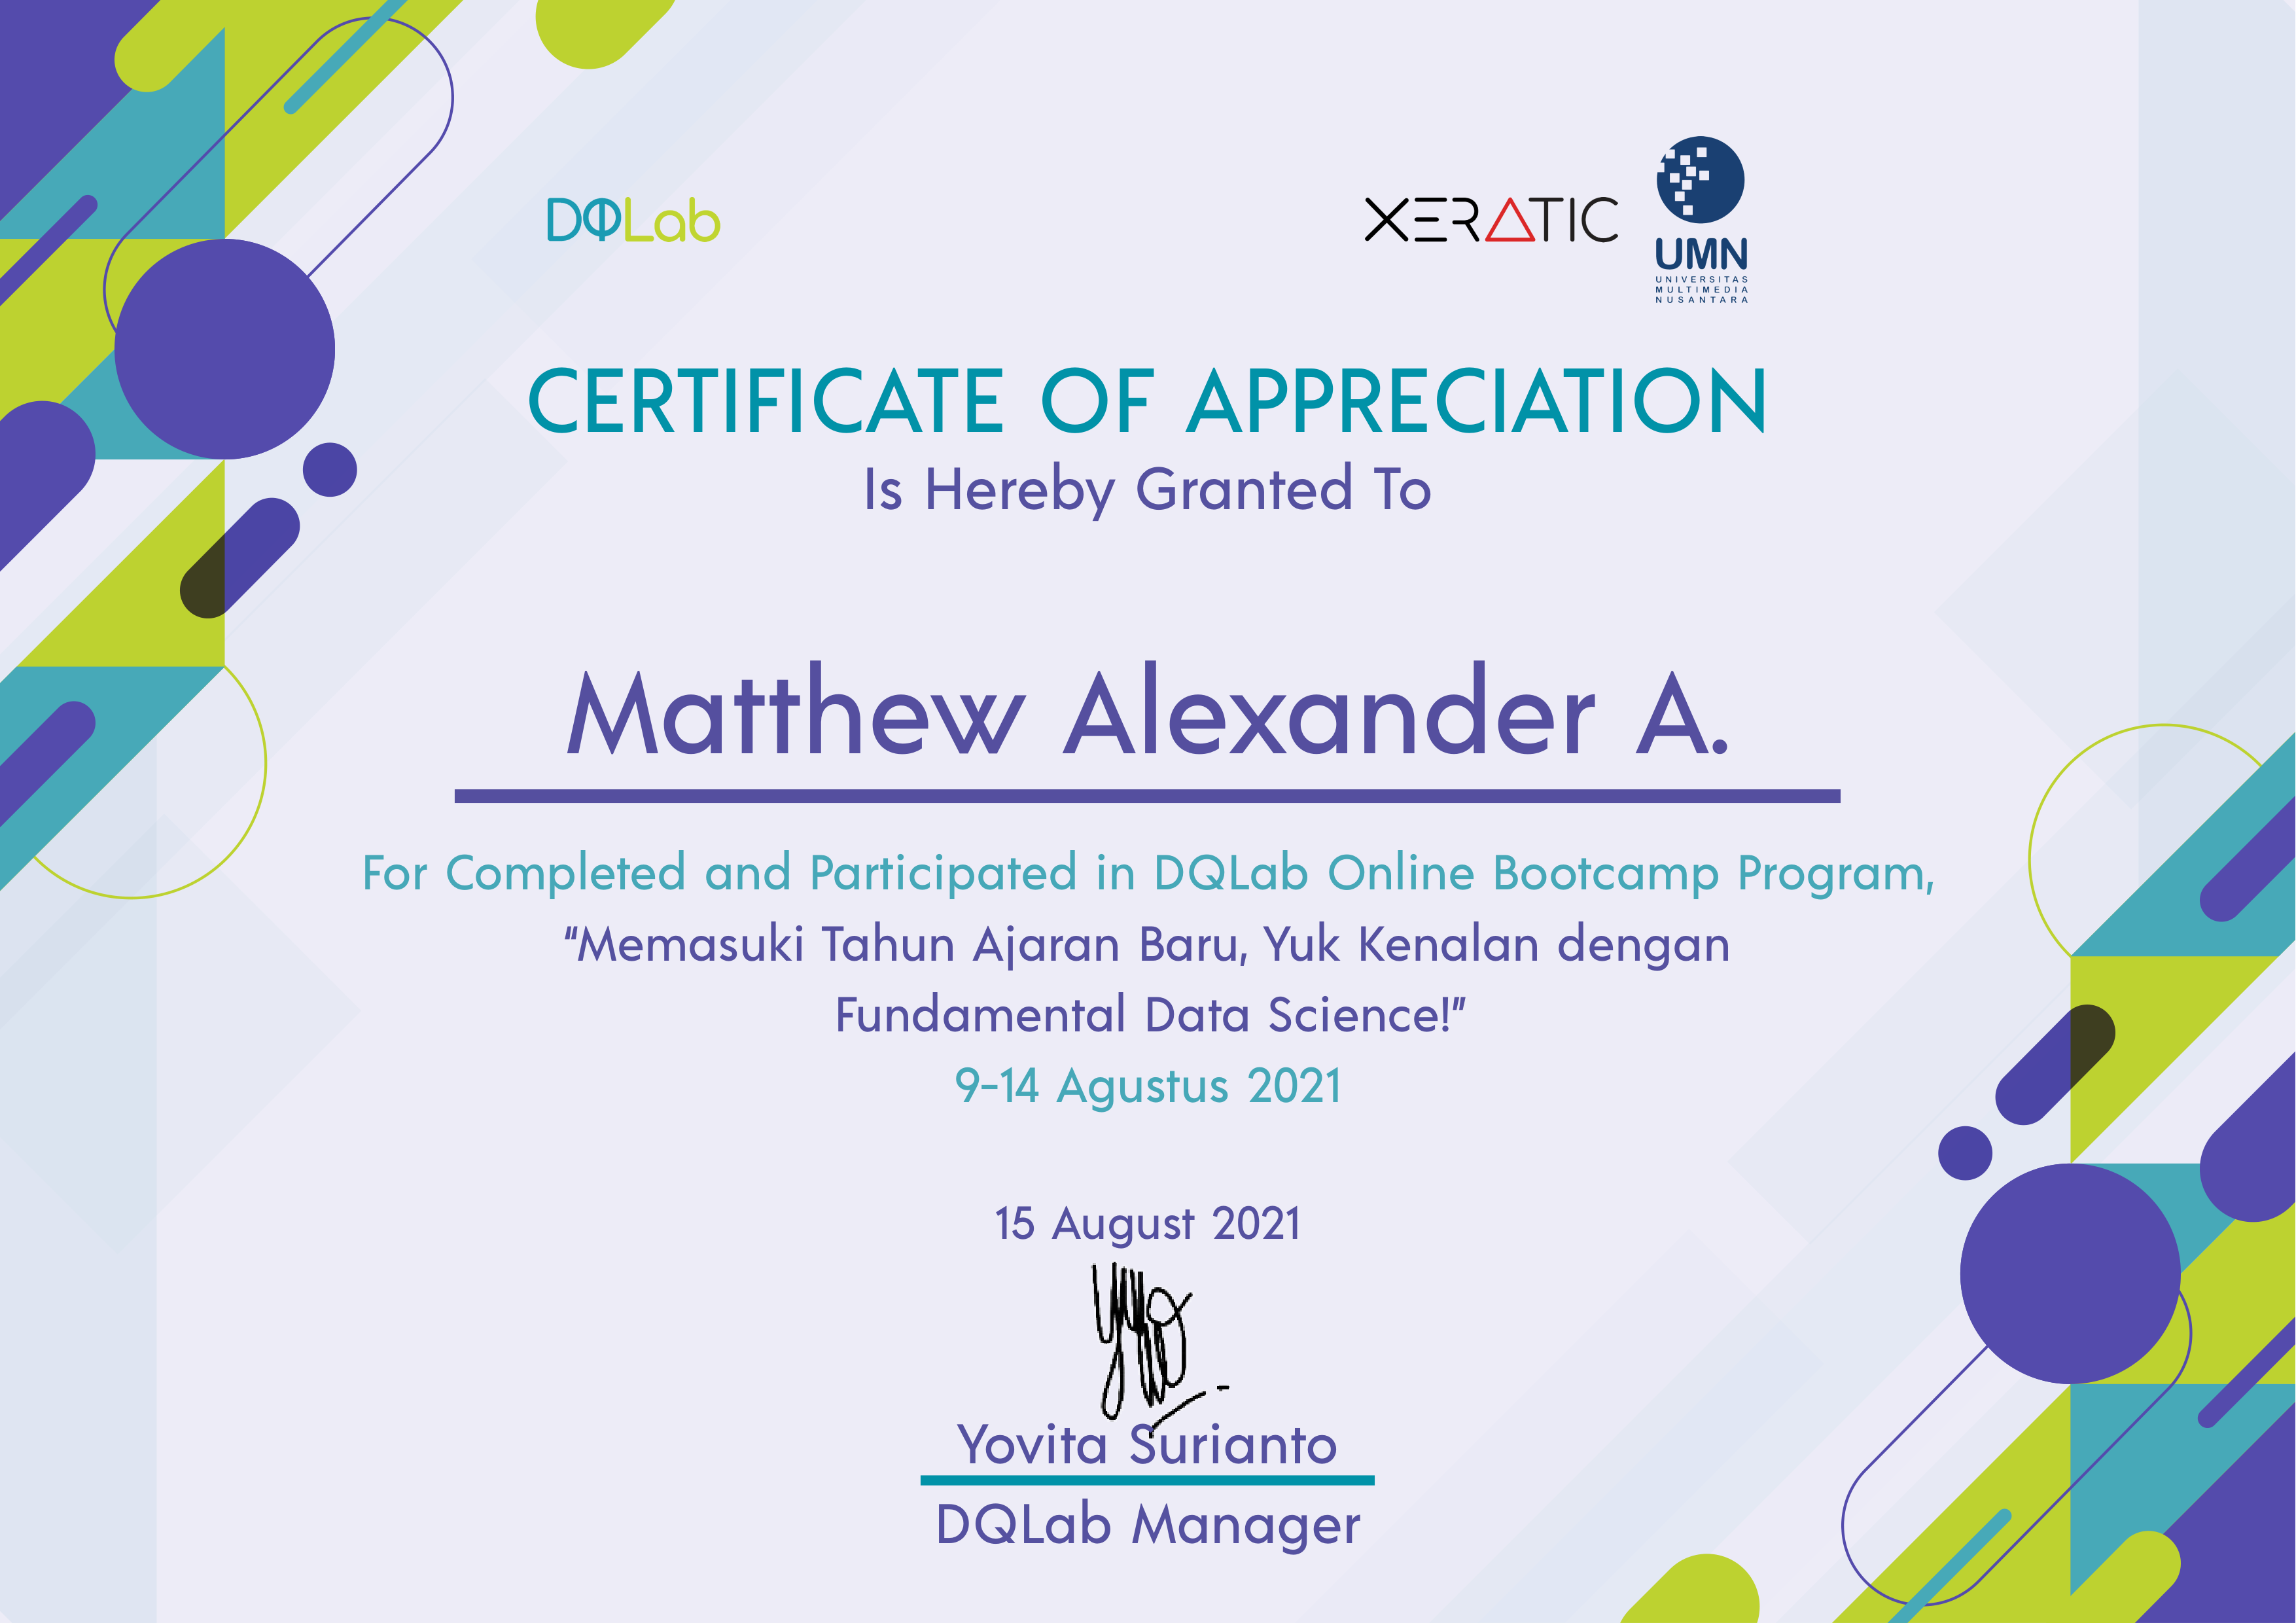 DQLab
XERATIC
UMN
UNIVERSITAS
MULTIMEDIA
NUSANTARA
CERTIFICATE OF APPRECIATION
Is Hereby Granted To
Matthew Alexander A.
For Completed and Participated in DQLab Online Bootcamp Program,
"Memasuki Tahun Ajaran Baru, Yuk Kenalan dengan
Fundamental Data Science!"
9-14 Agustus 2021
15 August 2021
Yovita Surianto
DQLab Manager